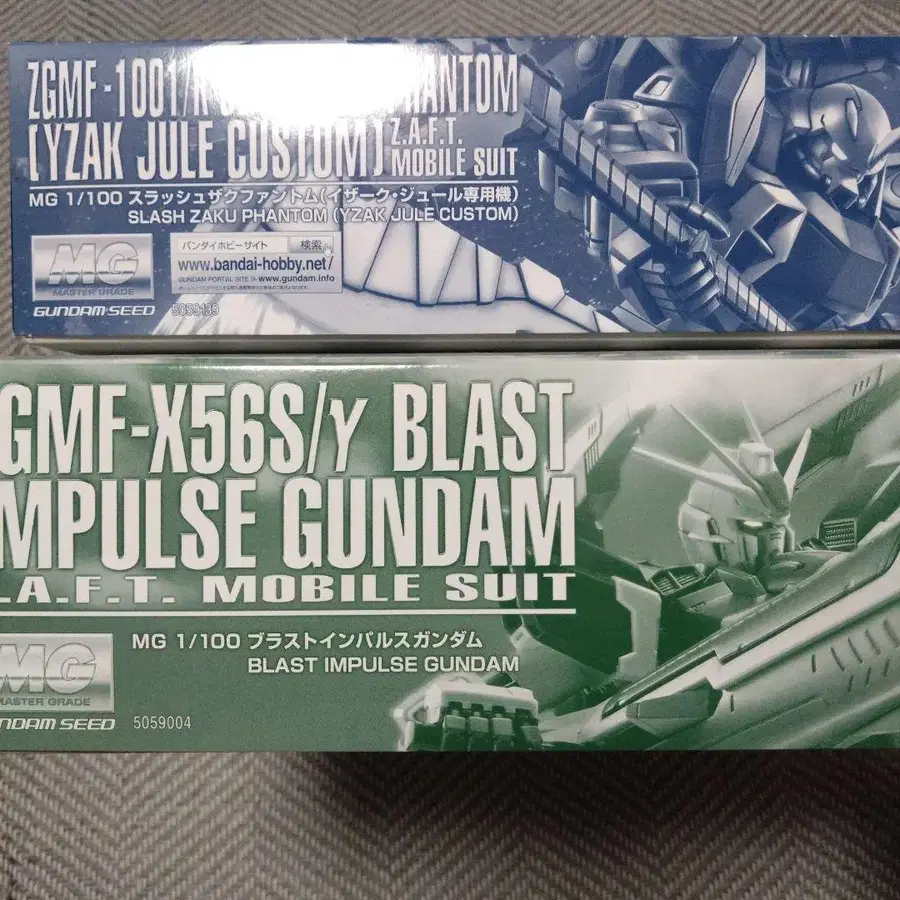 ZGMF-1001/K PHANTOM
(YZAK JULE CUSTOM) Z.A.F.T. MOBILE SUIT
MG 1/100 スラッシュザクファントム(イザーク・ジュール専用機)
SLASH ZAKU PHANTOM (YZAK JULE CUSTOM)
MG
MASTER GRADE
GUNDAM SEED
バンダイホビーサイト 検索
www.bandai-hobby.net/
GUNDAM PORTAL SITE www.gundam.info
5059139
GMF-X56S/γ BLAST
MPULSE GUNDAM
.A.F.T. MOBILE SUIT
MG 1/100 ブラストインパルスガンダム
BLAST IMPULSE GUNDAM
MG
MASTER GRADE
NDAM SEED
5059004